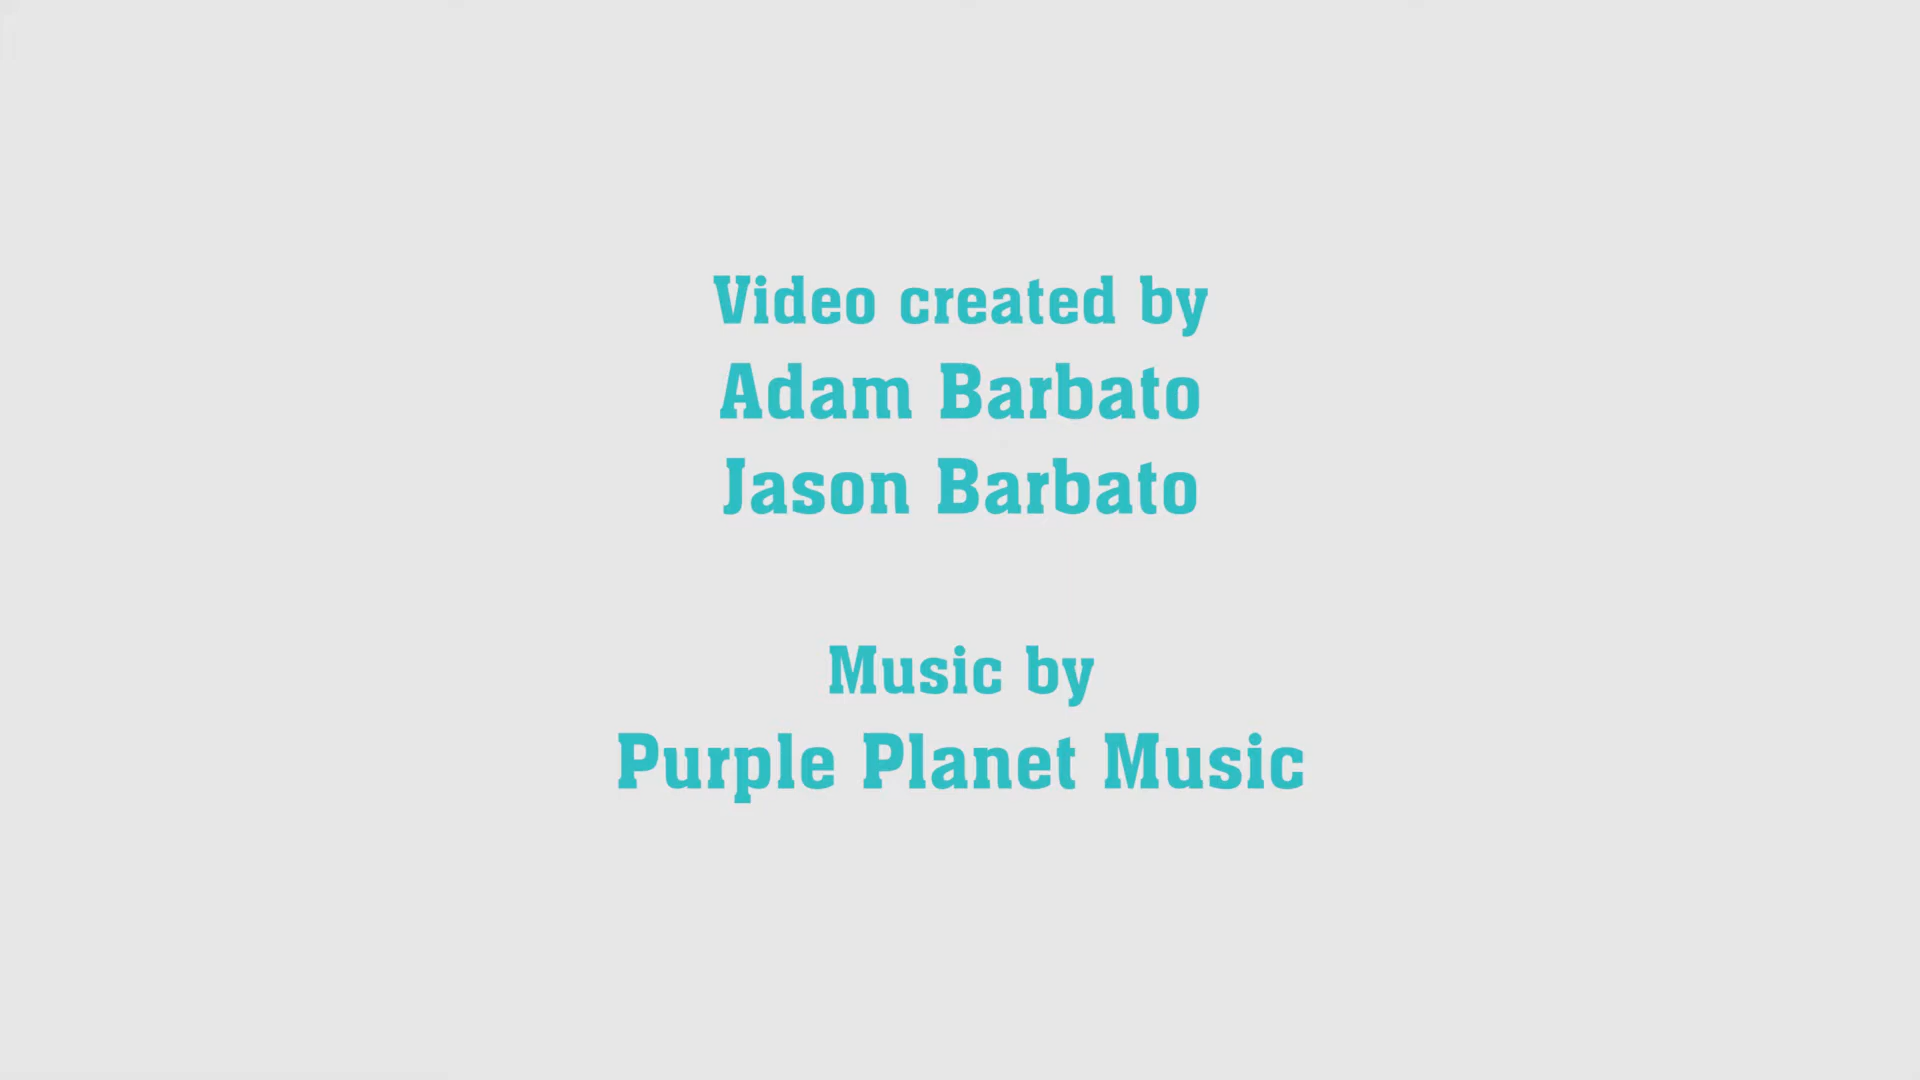 Video created by
Adam Barbato
Jason Barbato
Music by
Purple Planet Music